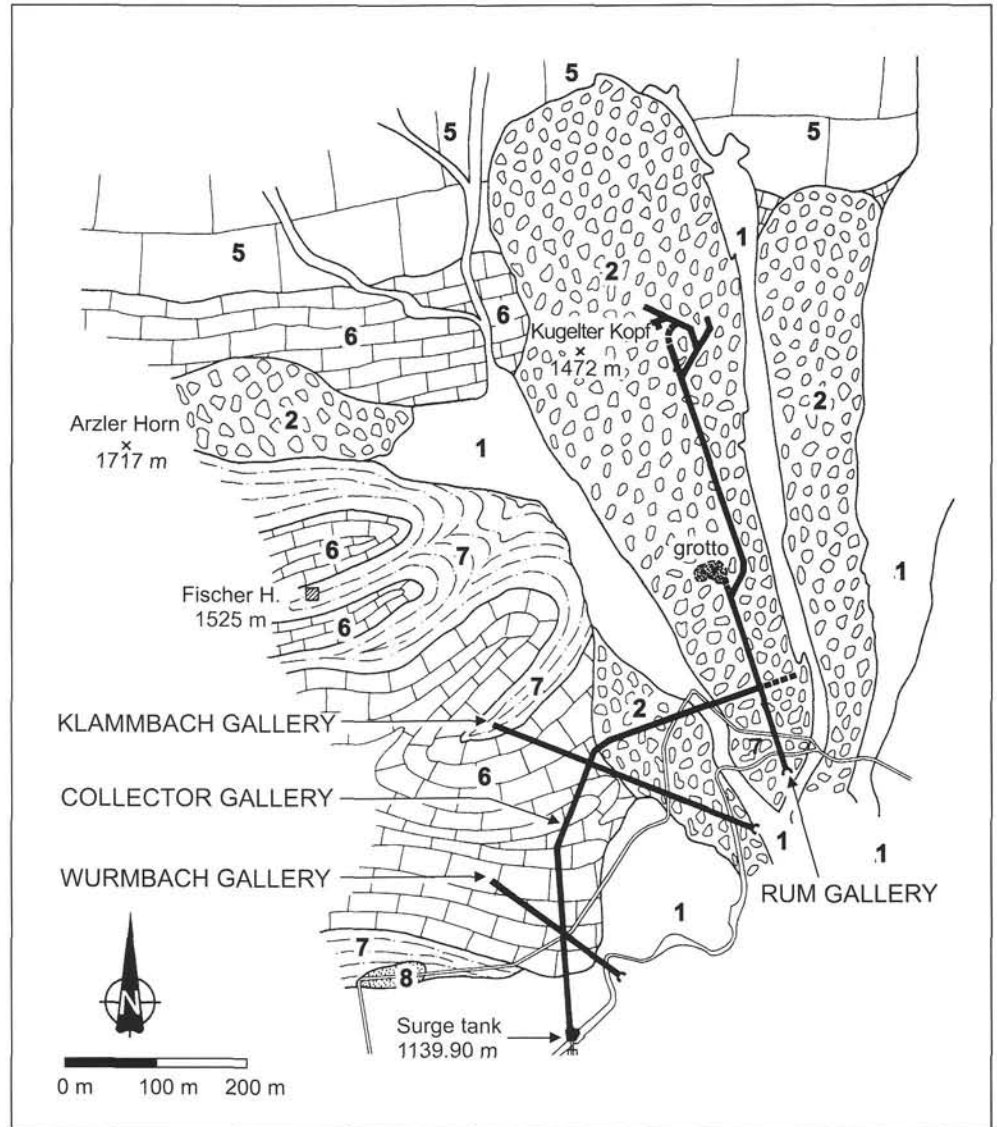 5
5
5
1
5
2
6
6
Kugelter Kopf
1472 m
2
2
Arzler Horn
1717 m
1
grotto
6
7
1
Fischer H.
1525 m
6
7
2
KLAMMBACH GALLERY
7
6
COLLECTOR GALLERY
1
1
WURMBACH GALLERY
RUM GALLERY
1
7
8
N
Surge tank
1139.90 m
0 m 100 m 200 m